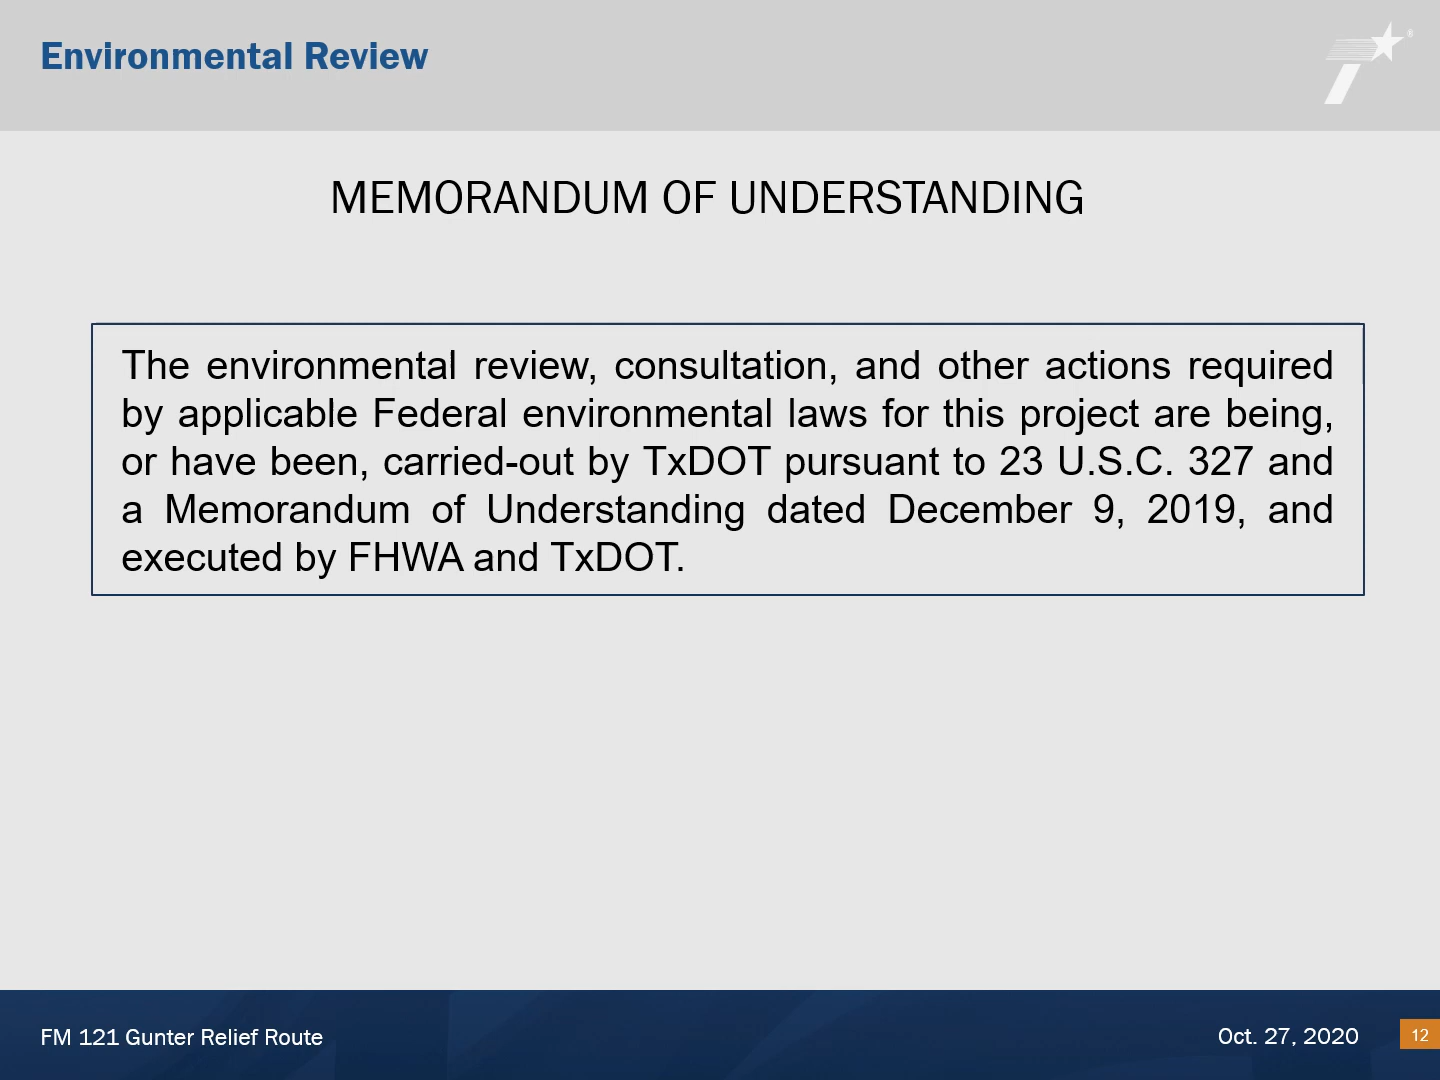 Environmental Review
®
MEMORANDUM OF UNDERSTANDING
The environmental review, consultation, and other actions required
by applicable Federal environmental laws for this project are being,
or have been, carried-out by TxDOT pursuant to 23 U.S.C. 327 and
a Memorandum of Understanding dated December 9, 2019, and
executed by FHWA and TxDOT.
FM 121 Gunter Relief Route
Oct. 27, 2020
12